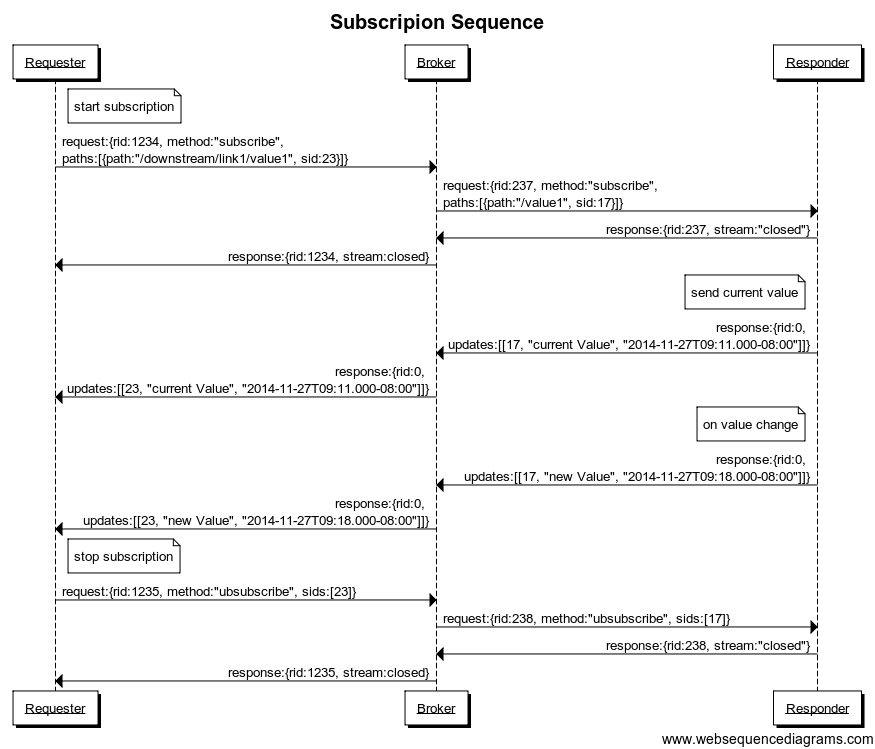 Subscripion Sequence
Requester
Broker
Responder
start subscription
request:{rid:1234, method:"subscribe",
paths:[{path:"/downstream/link1/value1", sid:23}]}
request:{rid:237, method:"subscribe",
paths:[{path:"/value1", sid:17}]}
response:{rid:237, stream:"closed"}
response:{rid:1234, stream:closed}
send current value
response:{rid:0,
updates:[[17, "current Value", "2014-11-27T09:11.000-08:00"]]}
response:{rid:0,
updates:[[23, "current Value", "2014-11-27T09:11.000-08:00"]]}
on value change
response:{rid:0,
updates:[[17, "new Value", "2014-11-27T09:18.000-08:00"]]}
response:{rid:0,
updates:[[23, "new Value", "2014-11-27T09:18.000-08:00"]]}
stop subscription
request:{rid:1235, method:"ubsubscribe", sids:[23]}
request:{rid:238, method:"ubsubscribe", sids:[17]}
response:{rid:238, stream:"closed"}
response:{rid:1235, stream:closed}
Requester
Broker
Responder
www.websequencediagrams.com